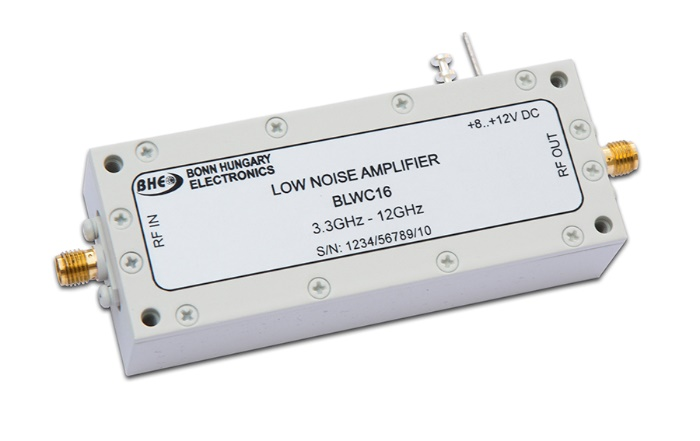 +8..+12V DC
BHE BONN HUNGARY
ELECTRONICS
LOW NOISE AMPLIFIER
BLWC16
3.3GHz - 12GHz
S/N: 1234/56789/10
RF IN
RF OUT